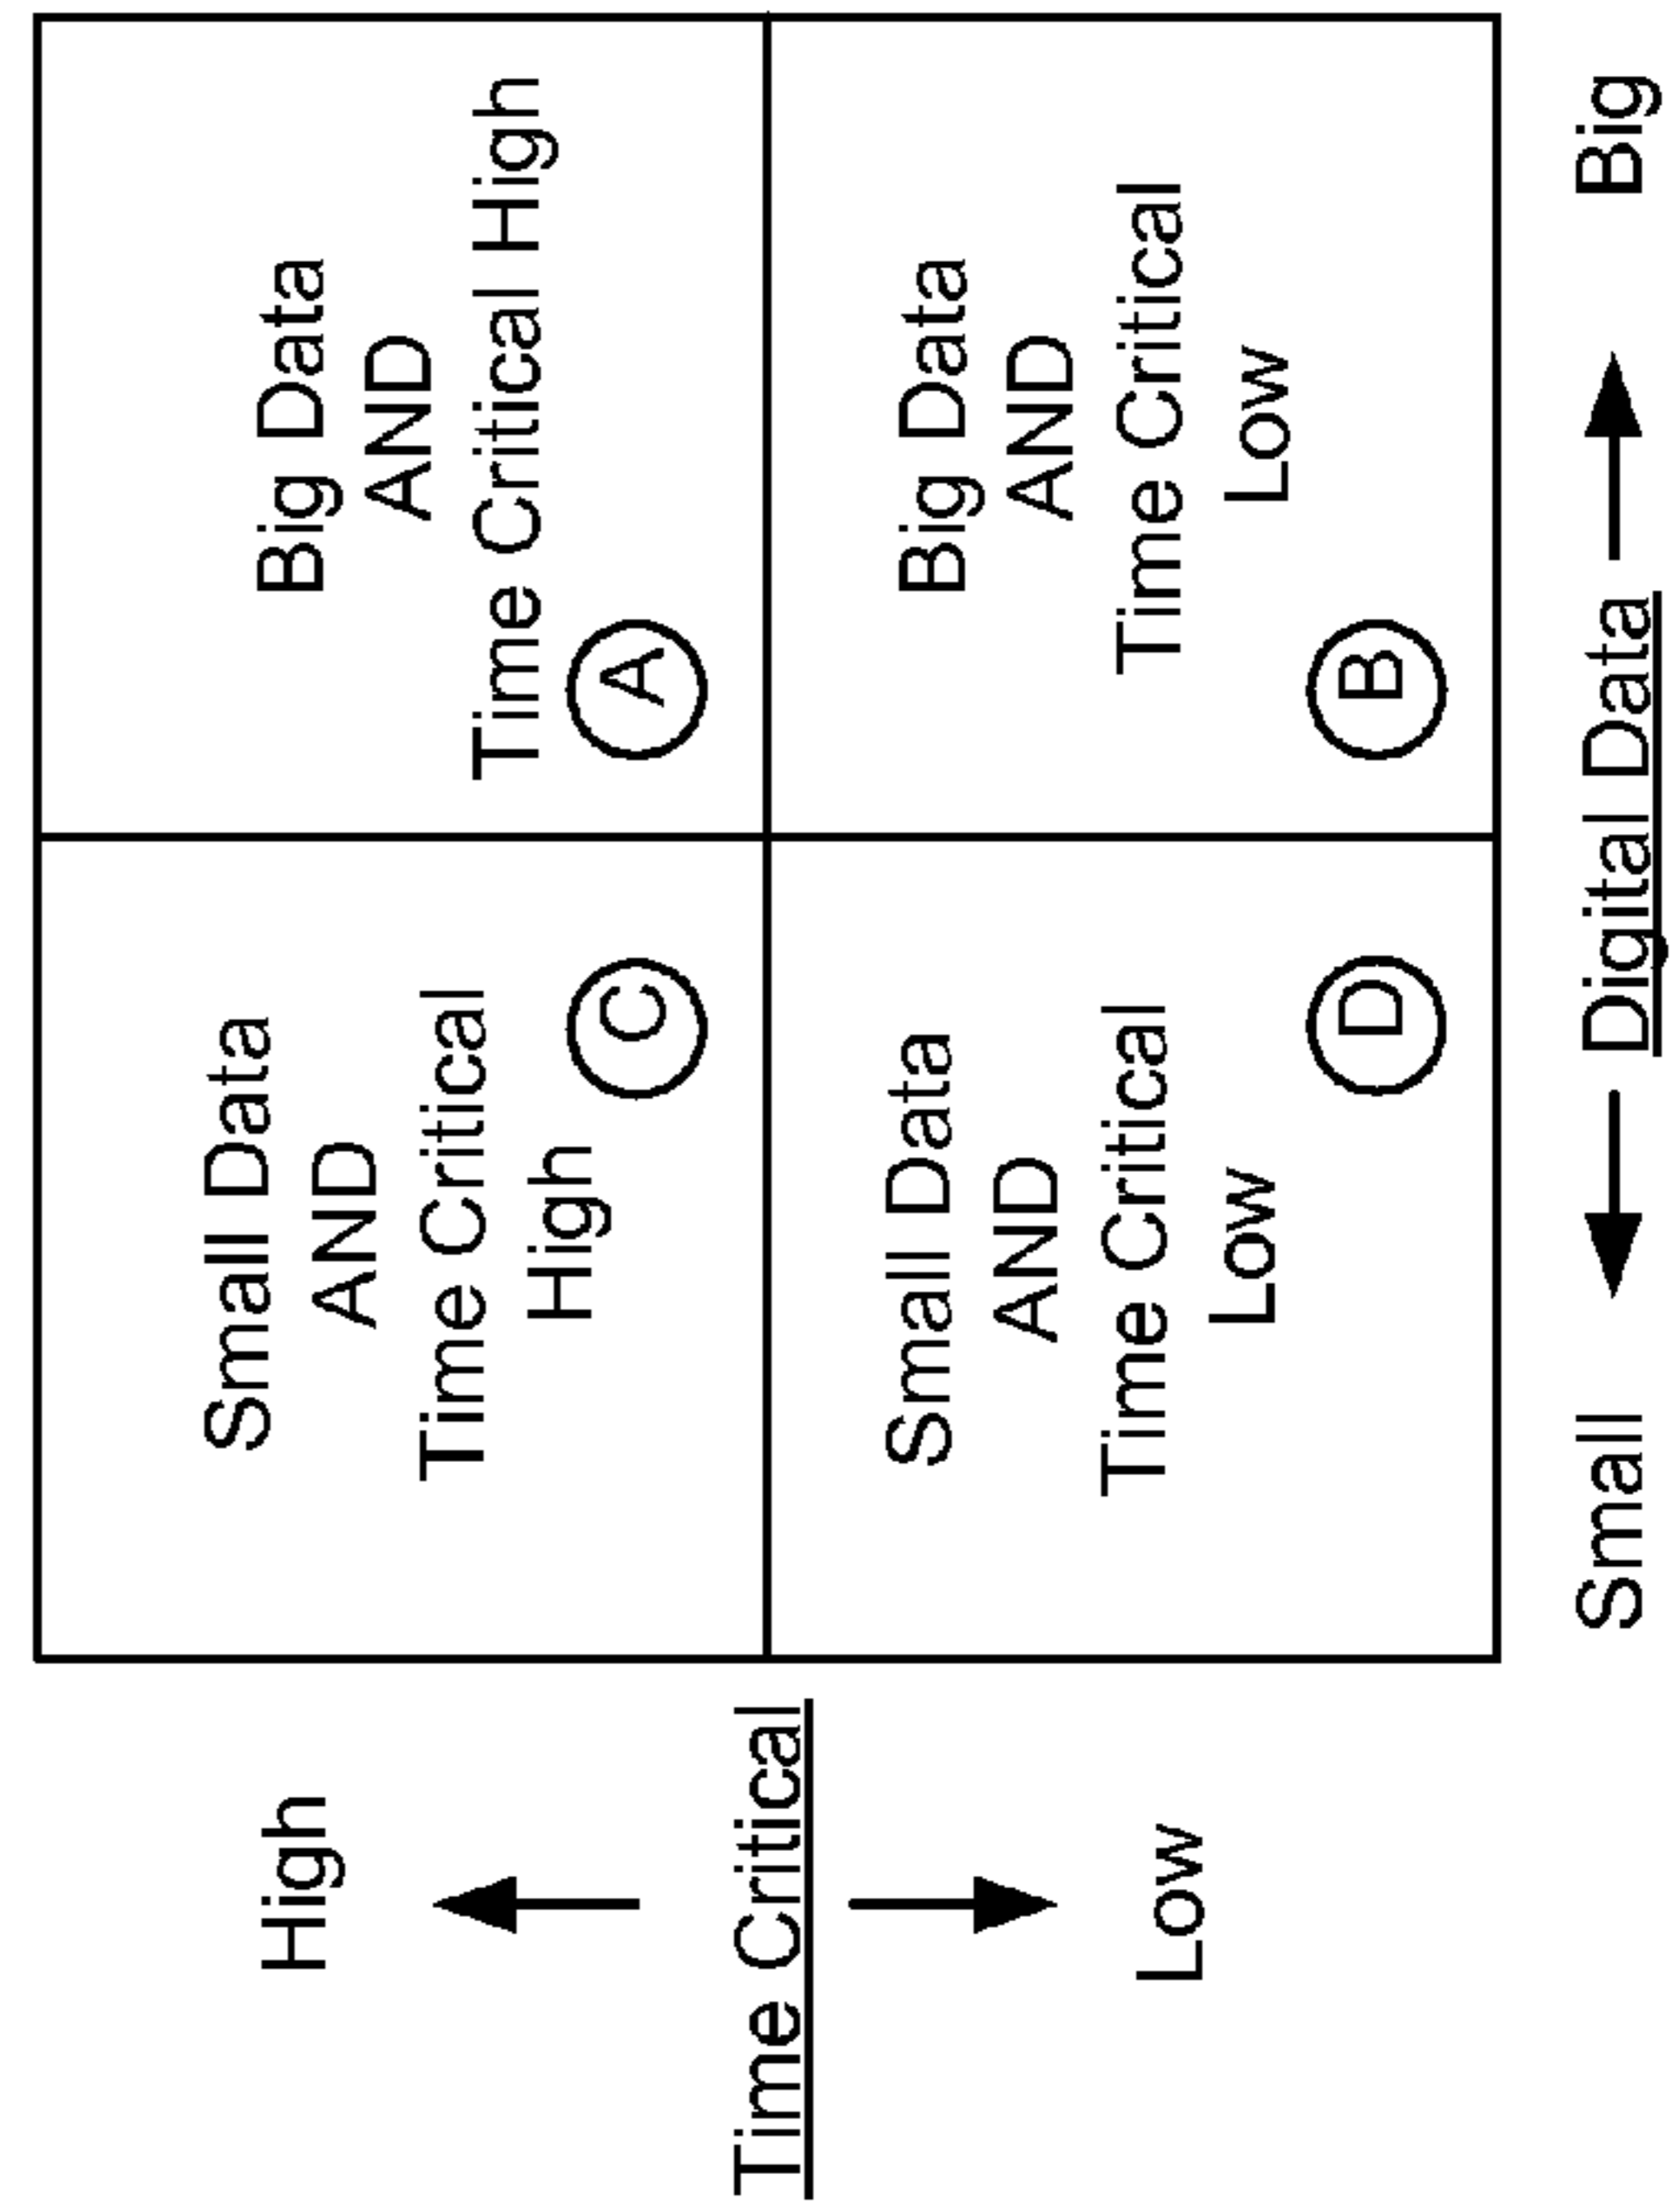 High
Time Critical
Low
Small Data
AND
Time Critical
High
C
Big Data
AND
Time Critical High
A
Small Data
AND
Time Critical
Low
D
Big Data
AND
Time Critical
Low
B
Small
Digital Data
Big